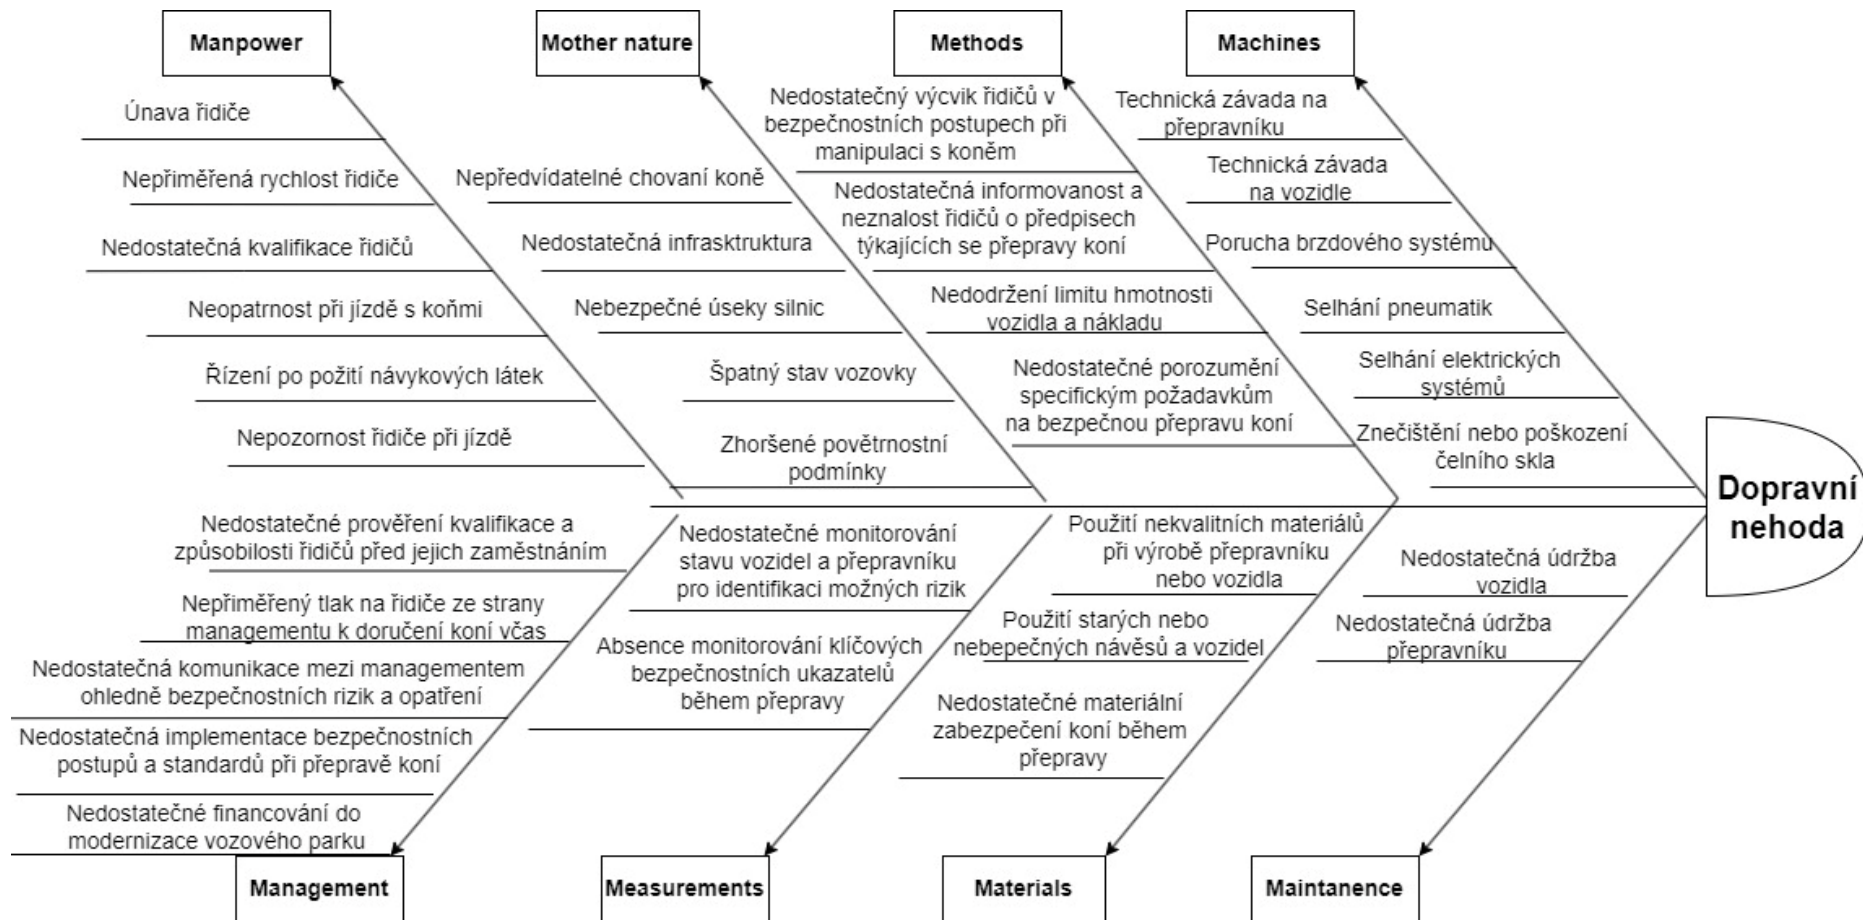 Manpower
Únava řidiče
Nepřiměřená rychlost řidiče
Nedostatečná kvalifikace řidičů
Neopatrnost při jízdě s koňmi
Řízení po požití návykových látek
Nepozornost řidiče při jízdě
Mother nature
Nepředvídatelné chovaní koně
Nedostatečná infrasktruktura
Nebezpečné úseky silnic
Špatný stav vozovky
Zhoršené povětrnostní
podmínky
Methods
Nedostatečný výcvik řidičů v
bezpečnostních postupech při
manipulaci s koněm
Nedostatečná informovanost a
neznalost řidičů o předpisech
týkajících se přepravy koní
Nedodržení limitu hmotnosti
vozidla a nákladu
Nedostatečné porozumění
specifickým požadavkům
na bezpečnou přepravu koní
Machines
Technická závada na
přepravníku
Technická závada
na vozidle
Porucha brzdového systému
Selhání pneumatik
Selhání elektrických
systémů
Znečištění nebo poškození
čelního skla
Dopravní
nehoda
Nedostatečné prověření kvalifikace a
způsobilosti řidičů před jejich zaměstnáním
Nepřiměřený tlak na řidiče ze strany
managementu k doručení koní včas
Nedostatečná komunikace mezi managementem
ohledně bezpečnostních rizik a opatření
Nedostatečná implementace bezpečnostních
postupů a standardů při přepravě koní
Nedostatečné financování do
modernizace vozového parku
Management
Nedostatečné monitorování
stavu vozidel a přepravníku
pro identifikaci možných rizik
Absence monitorování klíčových
bezpečnostních ukazatelů
během přepravy
Measurements
Použití nekvalitních materiálů
při výrobě přepravníku
nebo vozidla
Použití starých nebo
nebepečných návěsů a vozidel
Nedostatečné materiální
zabezpečení koní během
přepravy
Materials
Nedostatečná údržba
vozidla
Nedostatečná údržba
přepravníku
Maintanence